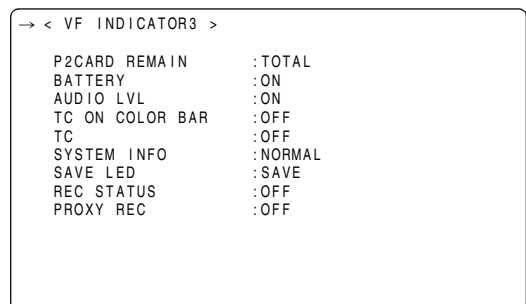 → < VF INDICATOR3 >
P2CARD REMAIN :TOTAL
BATTERY :ON
AUDIO LVL :ON
TC ON COLOR BAR :OFF
TC :OFF
SYSTEM INFO :NORMAL
SAVE LED :SAVE
REC STATUS :OFF
PROXY REC :OFF